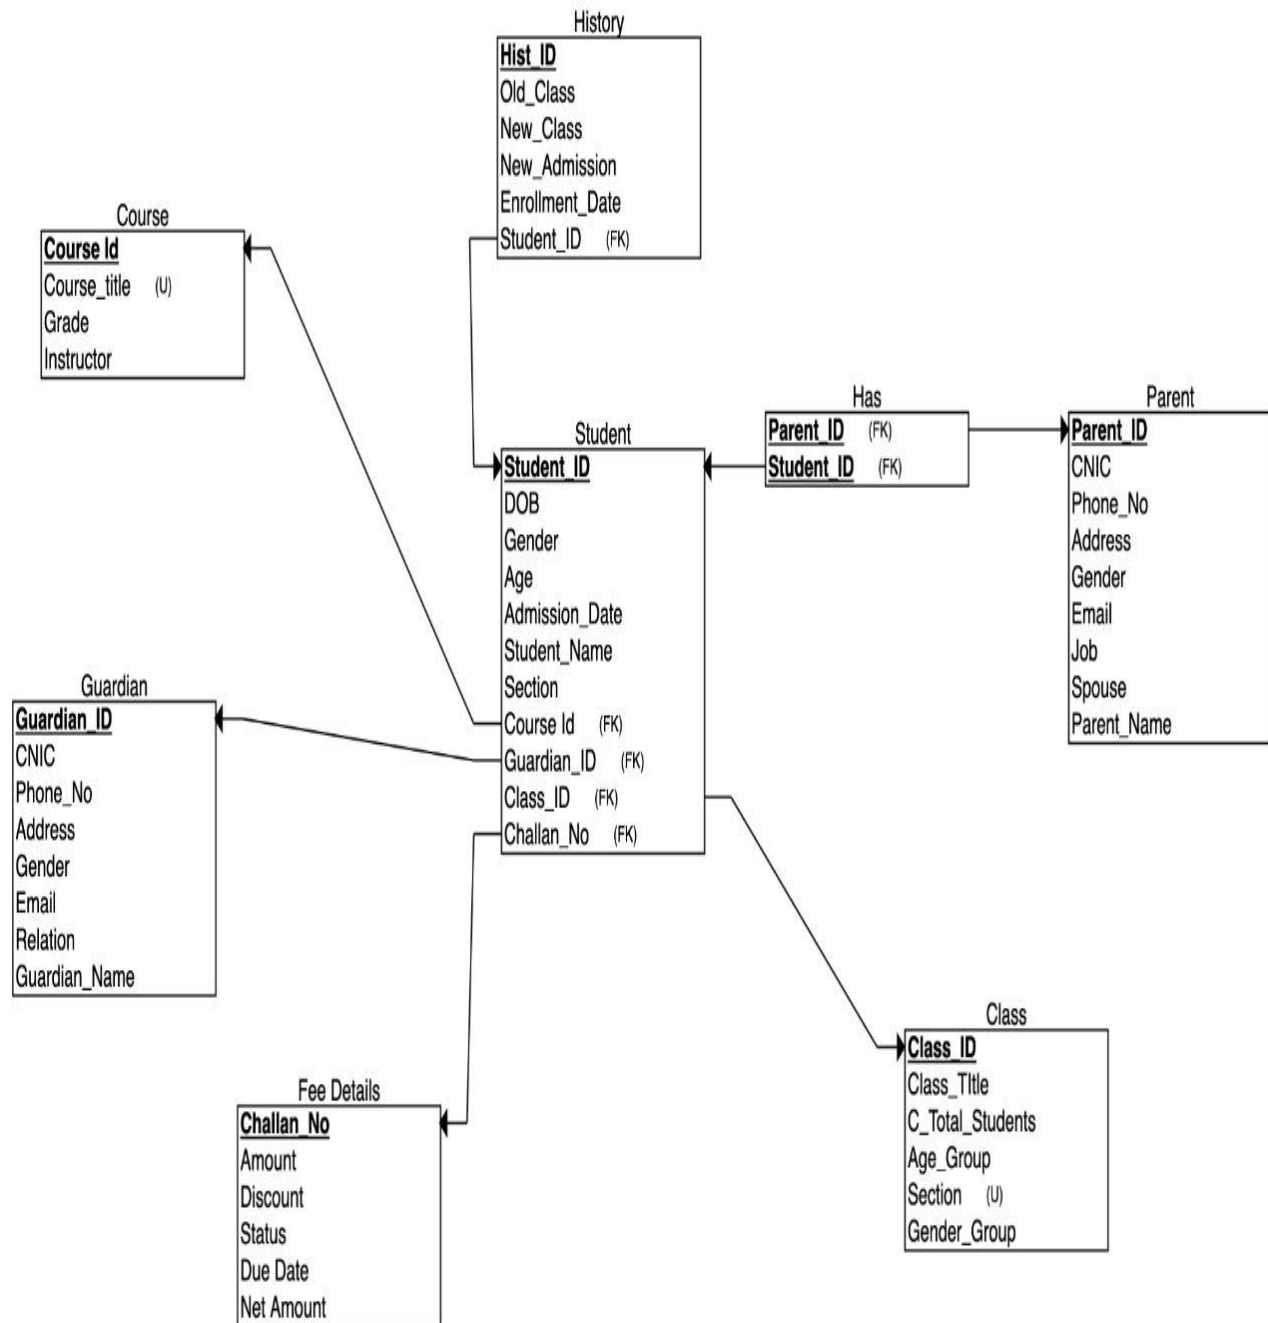 History
Hist_ID
Old_Class
New_Class
New_Admission
Enrollment_Date
Student_ID (FK)
Course
Course Id
Course_title (U)
Grade
Instructor
Has
Parent_ID (FK)
Student_ID (FK)
Parent
Parent_ID
CNIC
Phone_No
Address
Gender
Email
Job
Spouse
Parent_Name
Student
Student_ID
DOB
Gender
Age
Admission_Date
Student_Name
Section
Course Id (FK)
Guardian_ID (FK)
Class_ID (FK)
Challan_No (FK)
Guardian
Guardian_ID
CNIC
Phone_No
Address
Gender
Email
Relation
Guardian_Name
Class
Class_ID
Class_TItle
C_Total_Students
Age_Group
Section (U)
Gender_Group
Fee Details
Challan_No
Amount
Discount
Status
Due Date
Net Amount